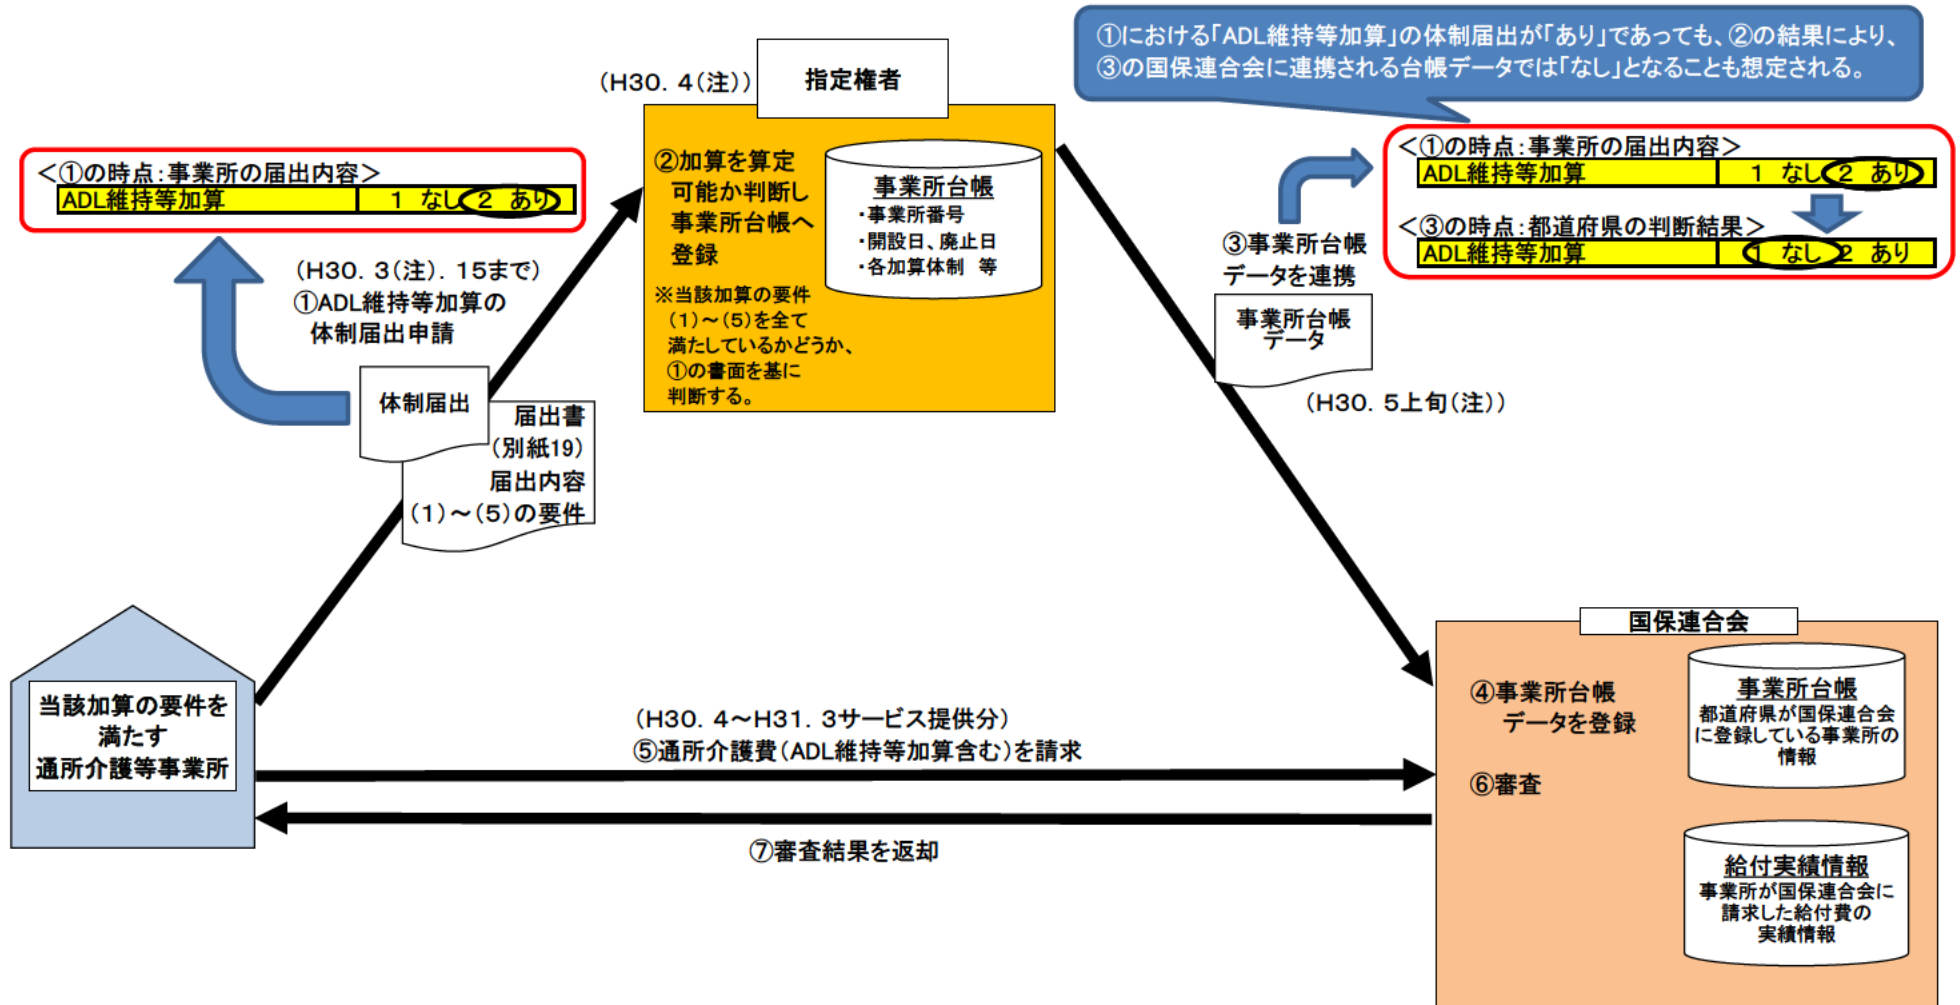 ①における「ADL維持等加算」の体制届出が「あり」であっても、②の結果により、
③の国保連合会に連携される台帳データでは「なし」となることも想定される。
(H30. 4(注))
指定権者
②加算を算定
可能か判断し
事業所台帳へ
登録
※当該加算の要件
(1)～(5)を全て
満たしているかどうか、
①の書面を基に
判断する。
事業所台帳
・事業所番号
・開設日、廃止日
・各加算体制 等
＜①の時点：事業所の届出内容＞
ADL維持等加算 1 なし 2 あり
(H30. 3(注). 15まで)
①ADL維持等加算の
体制届出申請
体制届出
届出書
(別紙19)
届出内容
(1)～(5)の要件
＜①の時点：事業所の届出内容＞
ADL維持等加算 1 なし 2 あり
＜③の時点：都道府県の判断結果＞
ADL維持等加算 1 なし 2 あり
③事業所台帳
データを連携
事業所台帳
データ
(H30. 5上旬(注))
当該加算の要件を
満たす
通所介護等事業所
(H30. 4～H31. 3サービス提供分)
⑤通所介護費(ADL維持等加算含む)を請求
⑦審査結果を返却
国保連合会
④事業所台帳
データを登録
⑥審査
事業所台帳
都道府県が国保連合会
に登録している事業所の
情報
給付実績情報
事業所が国保連合会に
請求した給付費の
実績情報